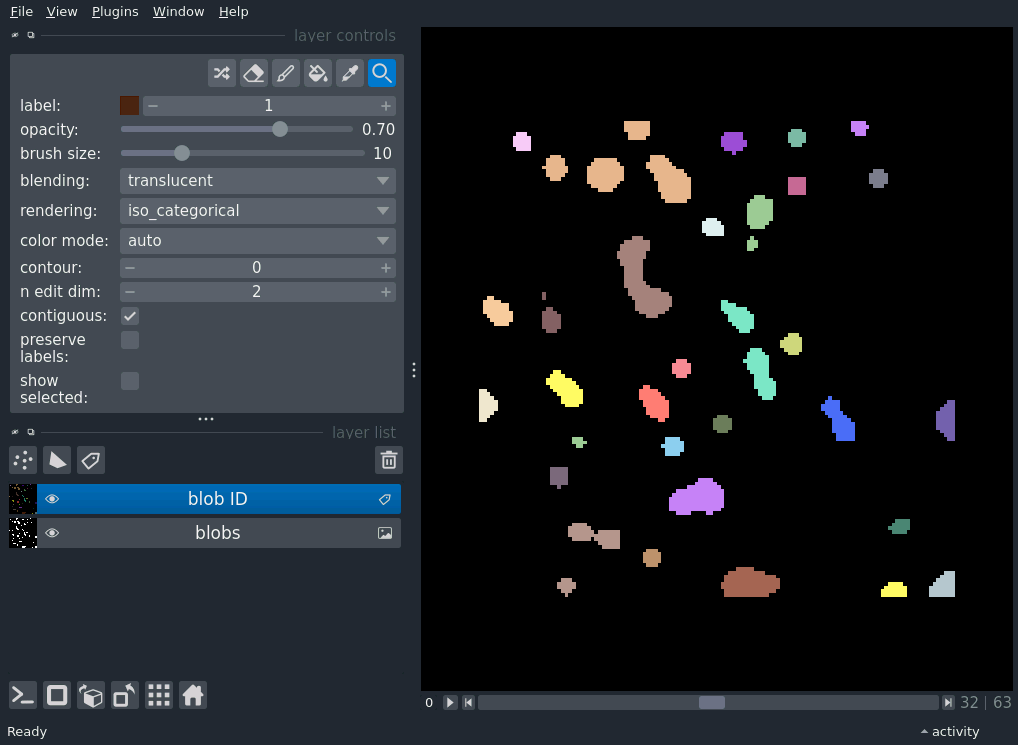 File View Plugins Window Help
layer controls
label: 1
opacity: 0.70
brush size: 10
blending: translucent
rendering: iso_categorical
color mode: auto
contour: 0
n edit dim: 2
contiguous:
preserve
labels:
show
selected:
layer list
blob ID
blobs
0 32 | 63
Ready activity